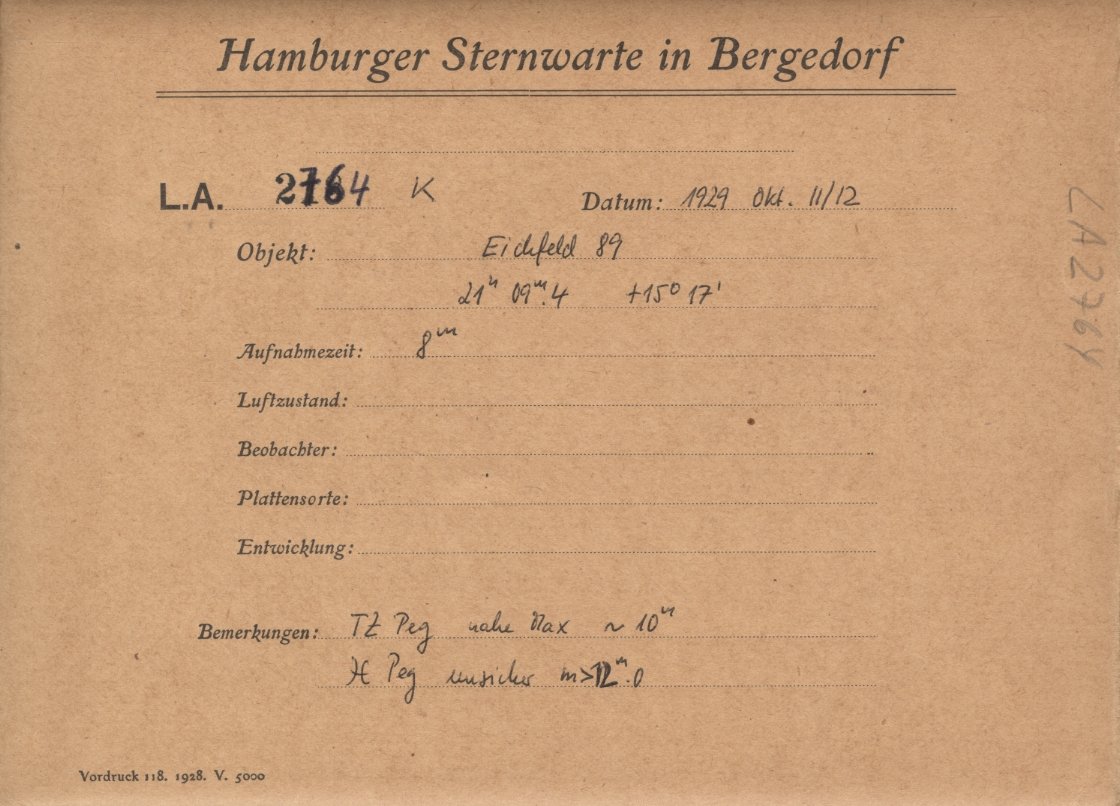 Hamburger Sternwarte in Bergedorf
L.A. 2764 K Datum: 1929 Okt. 11/12
Objekt: Eichfeld 89
21ʰ 09ᵐ.4 +15° 17'
Aufnahmezeit: 8ᵐ
Luftzustand:
Beobachter:
Plattensorte:
Entwicklung:
Bemerkungen: TZ Peg nahe Max ~ 10ᵐ
Peg unsicher m>12ᵐ.0
Vordruck 118. 1928. V. 5000
LA 2764